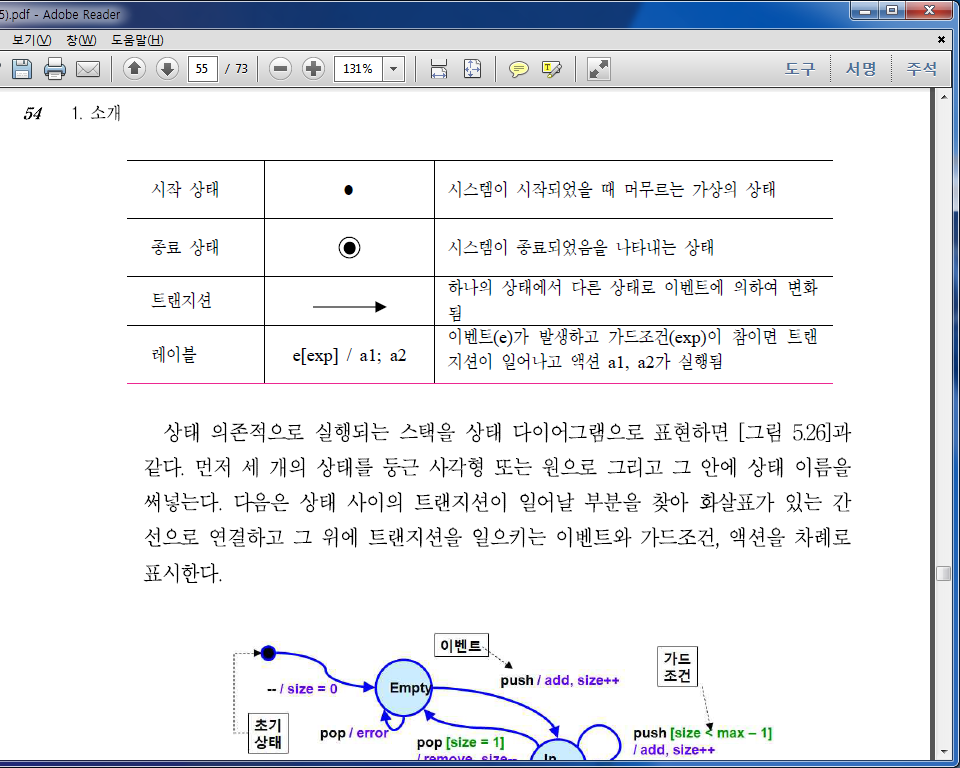 5).pdf - Adobe Reader
보기(V) 창(W) 도움말(H)
55 / 73 131% 도구 서명 주석
54 1. 소개
시작 상태 시스템이 시작되었을 때 머무르는 가상의 상태
종료 상태 시스템이 종료되었음을 나타내는 상태
트랜지션 하나의 상태에서 다른 상태로 이벤트에 의하여 변화
됨
레이블 e[exp] / a1; a2 이벤트(e)가 발생하고 가드조건(exp)이 참이면 트랜
지션이 일어나고 액션 a1, a2가 실행됨
상태 의존적으로 실행되는 스택을 상태 다이어그램으로 표현하면 [그림 5.26]과
같다. 먼저 세 개의 상태를 둥근 사각형 또는 원으로 그리고 그 안에 상태 이름을
써넣는다. 다음은 상태 사이의 트랜지션이 일어날 부분을 찾아 화살표가 있는 간
선으로 연결하고 그 위에 트랜지션을 일으키는 이벤트와 가드조건, 액션을 차례로
표시한다.
이벤트
가드
조건
-- / size = 0
Empty
push / add, size++
초기
상태
pop / error
pop [size = 1]
/ remove, size--
In
push [size < max – 1]
/ add, size++